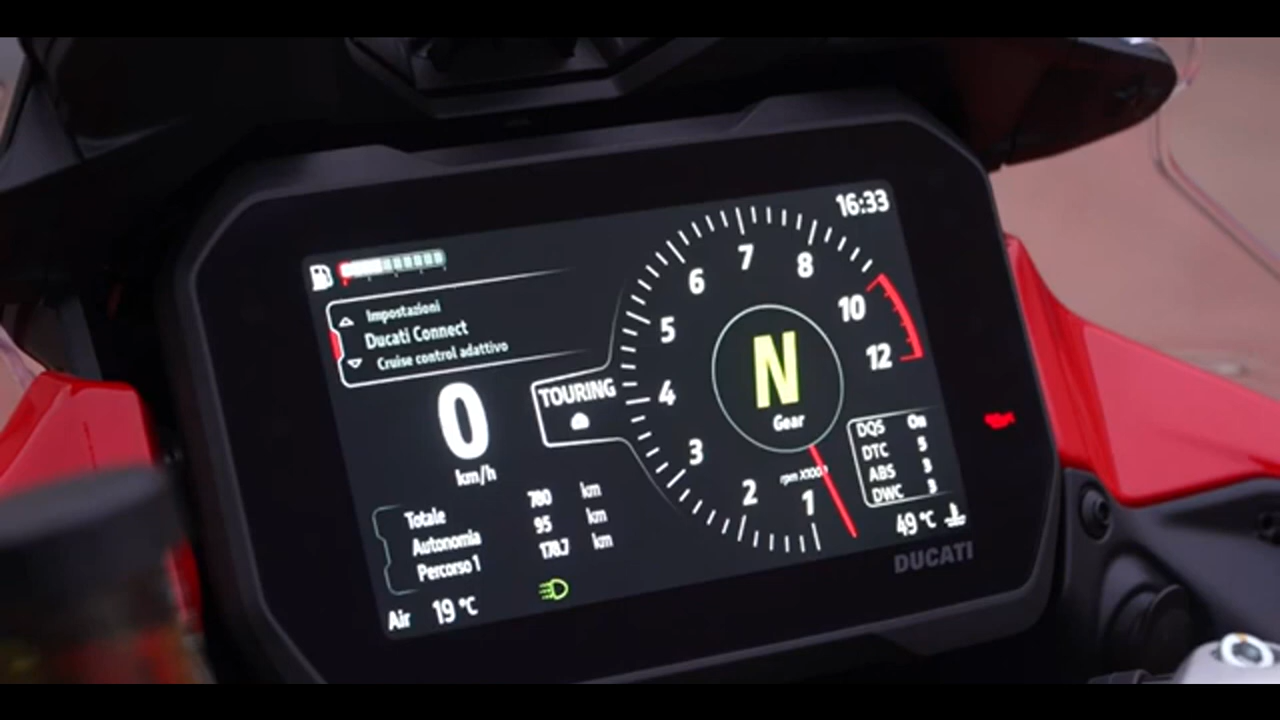 16:33
Impostazioni
Ducati Connect
Cruise control adattivo
0
km/h
TOURING
1
2
3
4
5
6
7
8
10
12
N
Gear
rpm X1000
DQS On
DTC 5
ABS 3
DWC 3
Totale 780 km
Autonomia 95 km
Percorso 1 178.7 km
Air 19 °C
49 °C
DUCATI